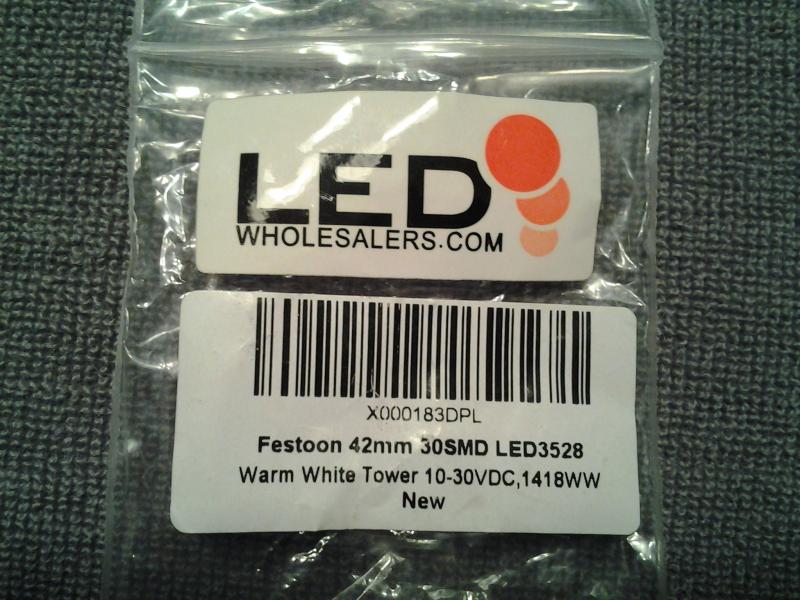 LED
WHOLESALERS.COM
X000183DPL
Festoon 42mm 30SMD LED3528
Warm White Tower 10-30VDC,1418WW
New